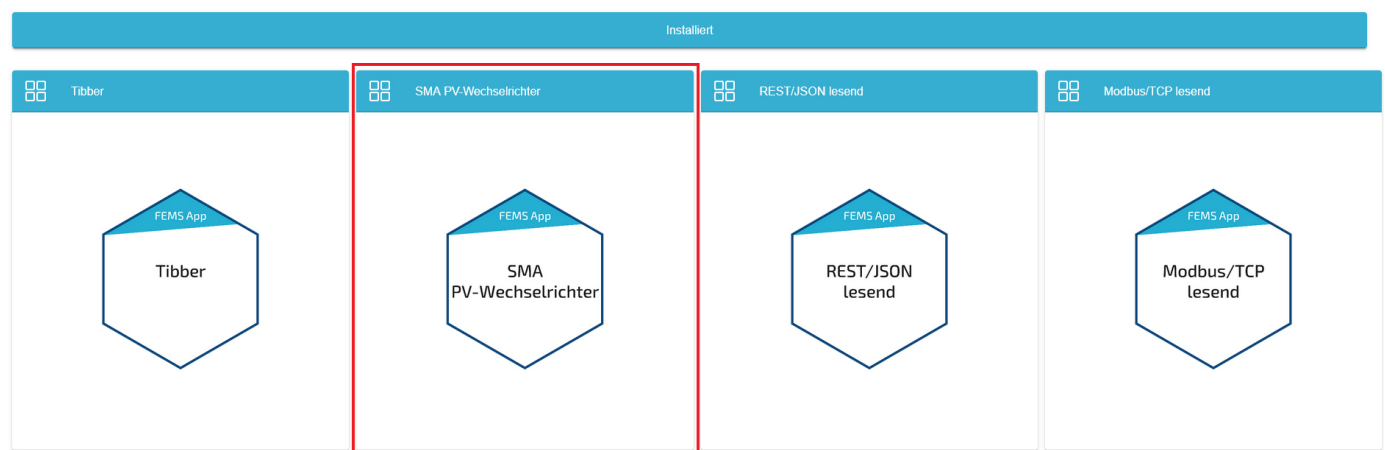 Installiert
Tibber
SMA PV-Wechselrichter
REST/JSON lesend
Modbus/TCP lesend
FEMS App
Tibber
FEMS App
SMA
PV-Wechselrichter
FEMS App
REST/JSON
lesend
FEMS App
Modbus/TCP
lesend